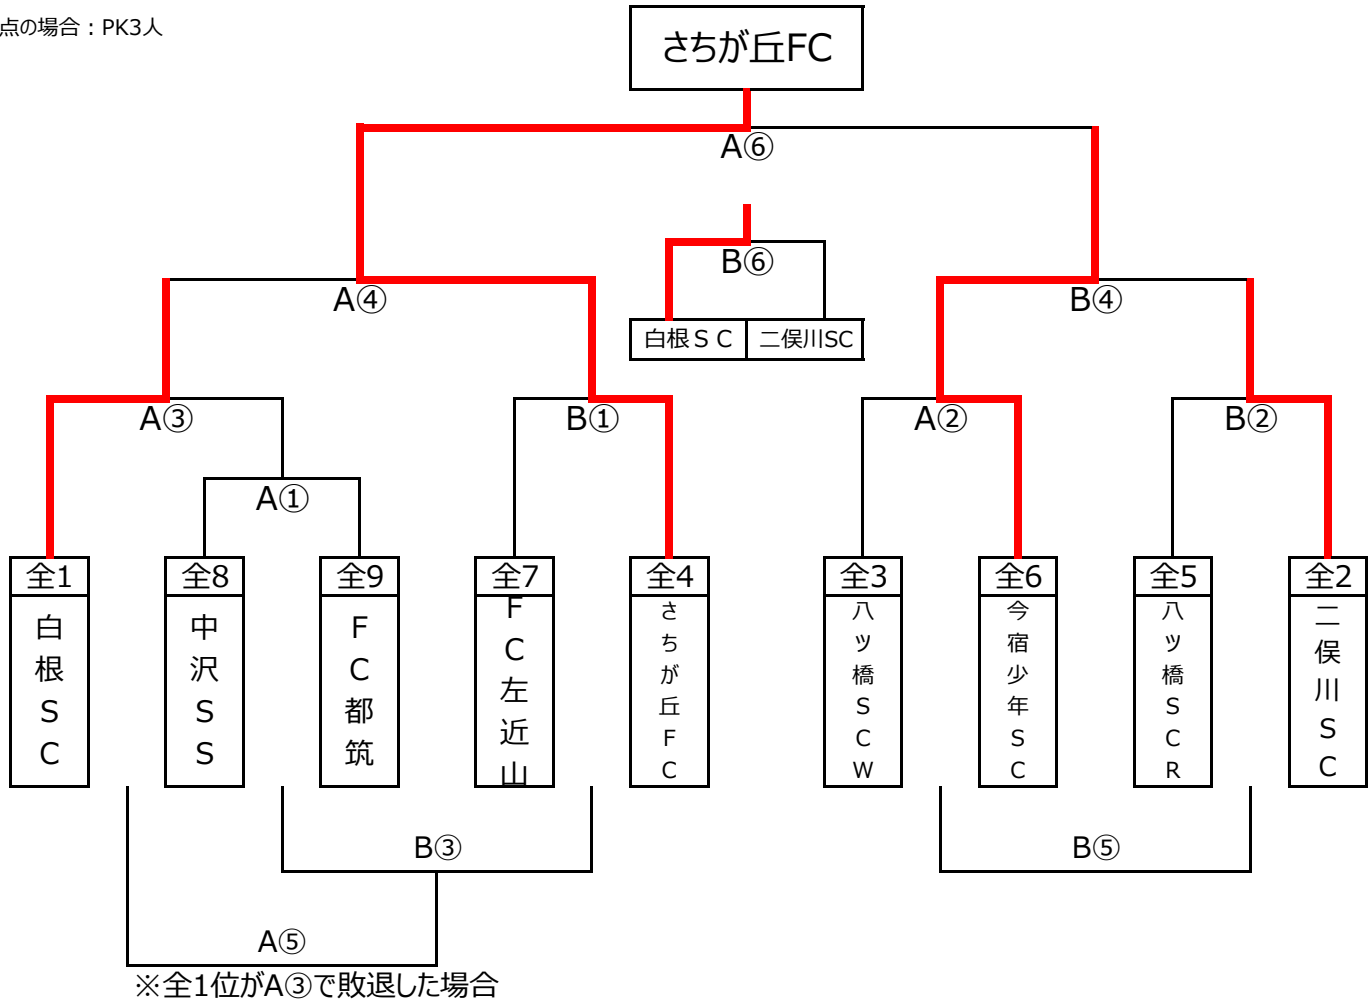 点の場合：PK3人
さちが丘FC
A⑥
B⑥
白根ＳＣ
二俣川SC
A④
B④
A③
B①
A②
B②
A①
全1
全8
全9
全7
全4
全3
全6
全5
全2
白根SC
中沢SS
FC都筑
FC左近山
さちが丘FC
八ッ橋SCW
今宿少年SC
八ッ橋SCR
二俣川SC
B③
B⑤
A⑤
※全1位がA③で敗退した場合